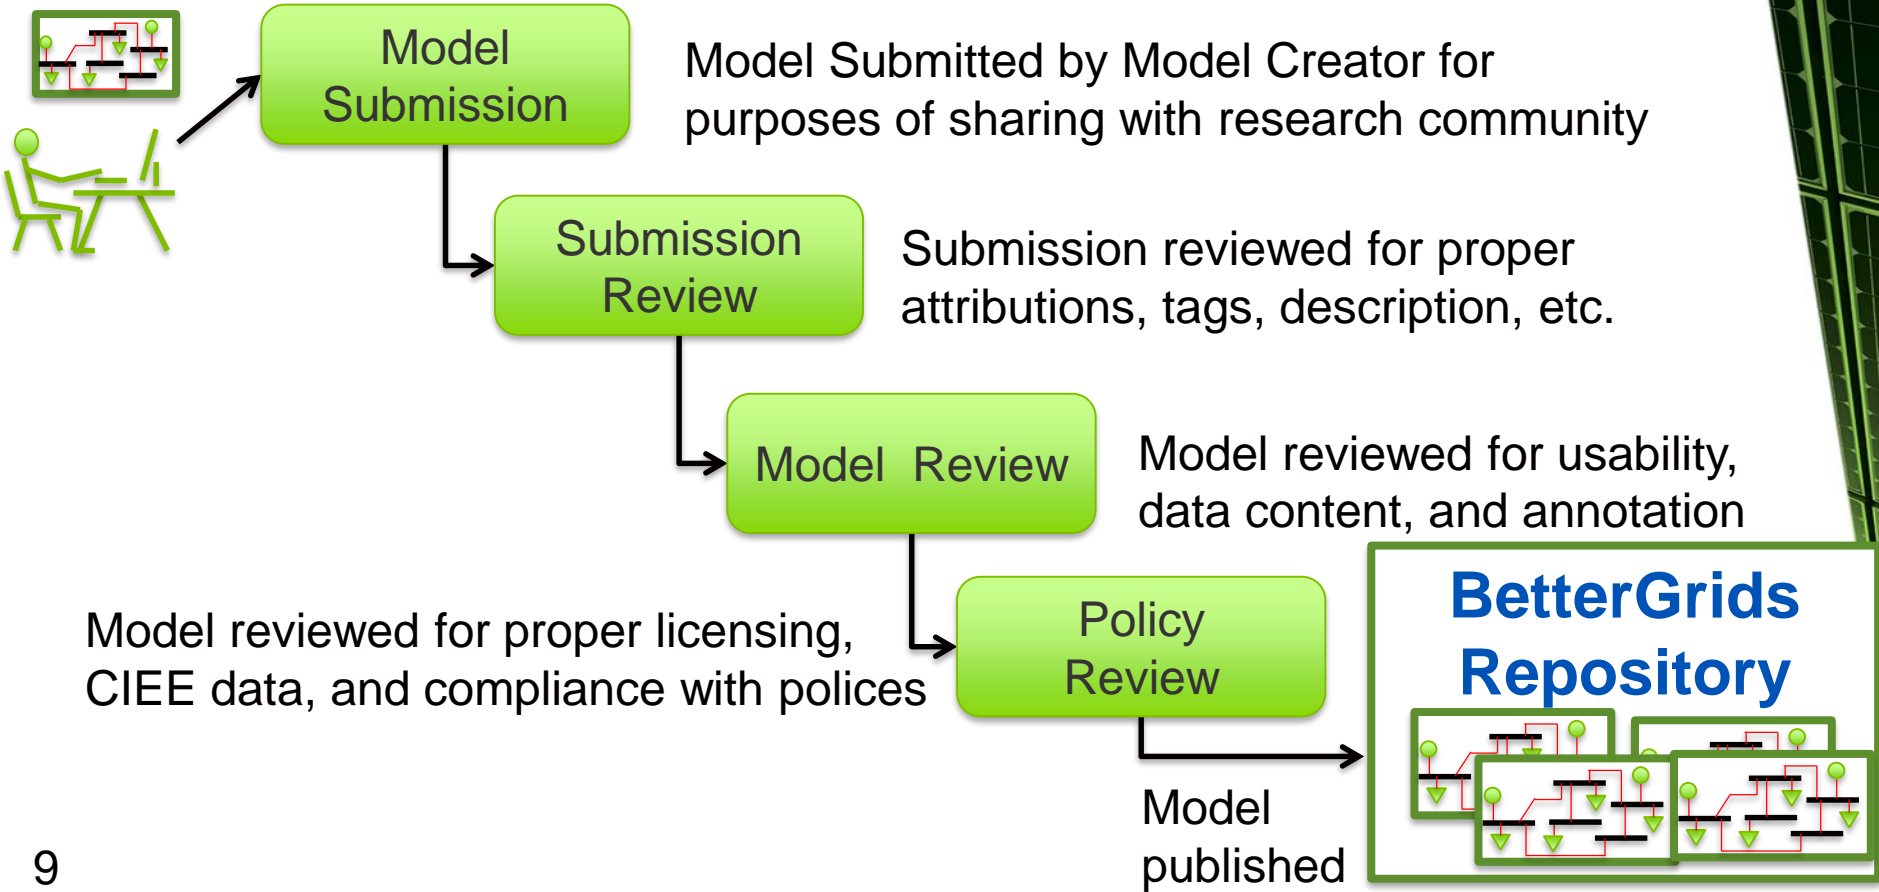 Model
Submission
Model Submitted by Model Creator for
purposes of sharing with research community
Submission
Review
Submission reviewed for proper
attributions, tags, description, etc.
Model Review
Model reviewed for usability,
data content, and annotation
Policy
Review
Model reviewed for proper licensing,
CIEE data, and compliance with polices
BetterGrids
Repository
Model
published
9